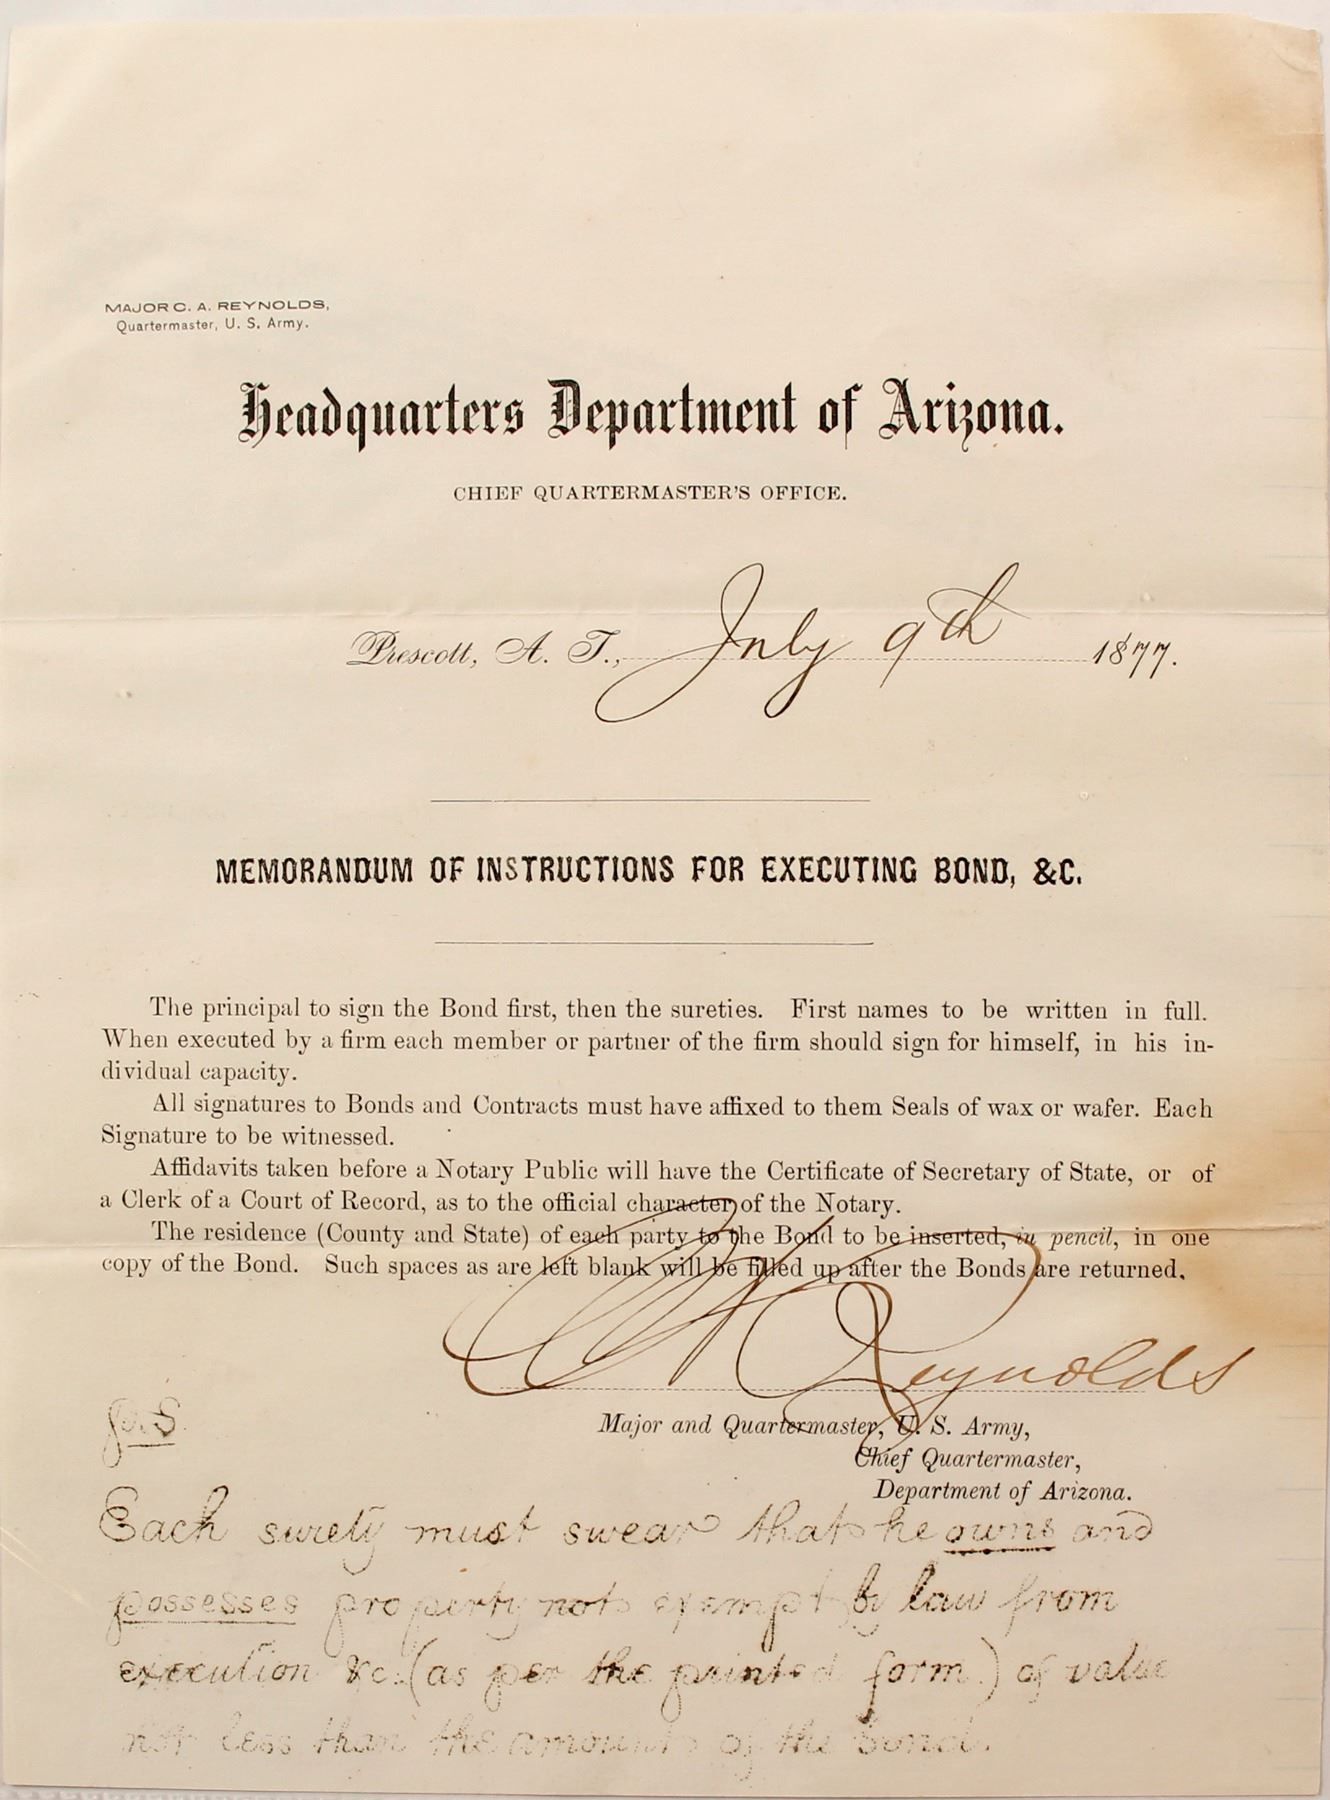 MAJOR C. A. REYNOLDS,
Quartermaster, U. S. Army.
Headquarters Department of Arizona.
CHIEF QUARTERMASTER'S OFFICE.
Prescott, A. T., July 9th 1877.
MEMORANDUM OF INSTRUCTIONS FOR EXECUTING BOND, &C.
The principal to sign the Bond first, then the sureties. First names to be written in full.
When executed by a firm each member or partner of the firm should sign for himself, in his in-
dividual capacity.
All signatures to Bonds and Contracts must have affixed to them Seals of wax or wafer. Each
Signature to be witnessed.
Affidavits taken before a Notary Public will have the Certificate of Secretary of State, or of
a Clerk of a Court of Record, as to the official character of the Notary.
The residence (County and State) of each party to the Bond to be inserted, in pencil, in one
copy of the Bond. Such spaces as are left blank will be filled up after the Bonds are returned.
C A Reynolds
Major and Quartermaster, U. S. Army,
Chief Quartermaster,
Department of Arizona.
P.S.
Each surety must swear that he owns and
possesses property not exempt by law from
execution &c. (as per the printed form.) of value
not less than the amount of the bond.